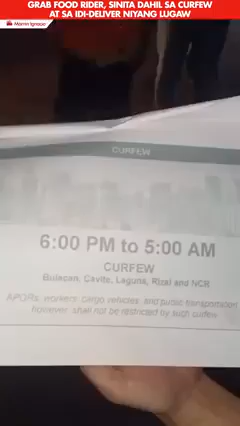 GRAB FOOD RIDER, SINITA DAHIL SA CURFEW
AT SA IDI-DELIVER NIYANG LUGAW
Marvin Ignacio
CURFEW
6:00 PM to 5:00 AM
CURFEW
Bulacan, Cavite, Laguna, Rizal and NCR
APORs, workers, cargo vehicles, and public transportation
however, shall not be restricted by such curfew